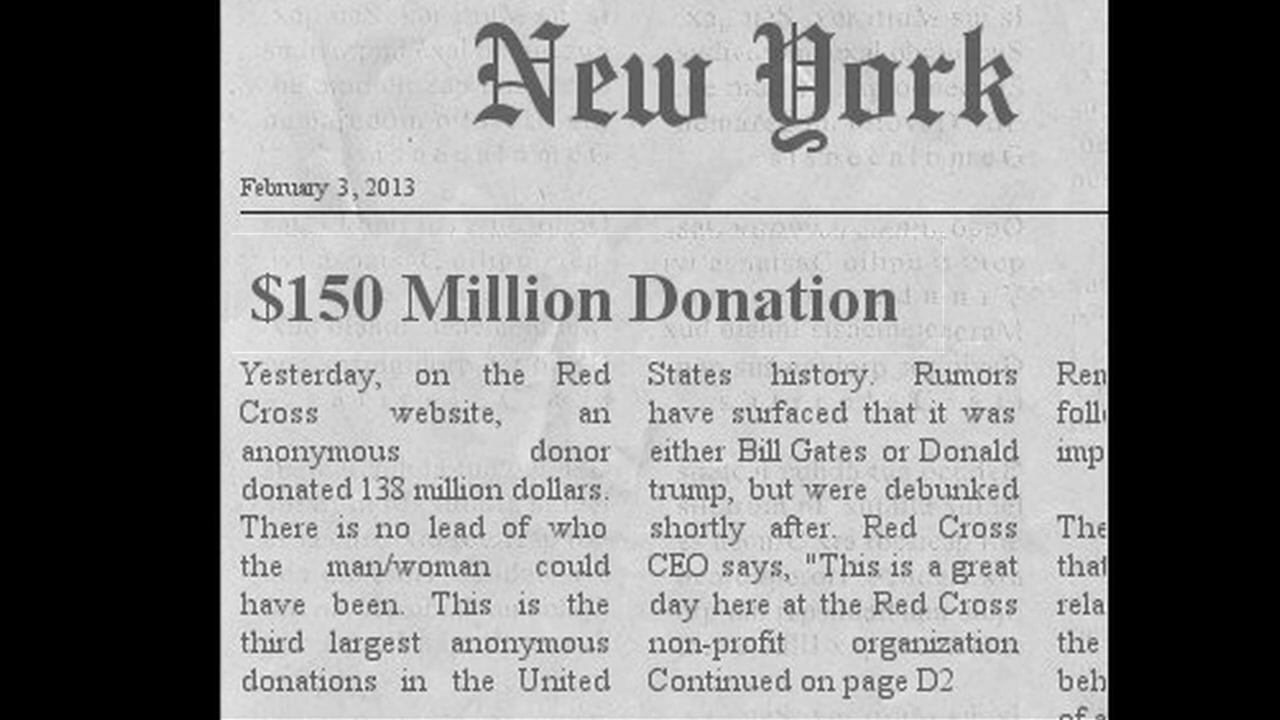 New York
February 3, 2013
$150 Million Donation
Yesterday, on the Red
Cross website, an
anonymous donor
donated 138 million dollars.
There is no lead of who
the man/woman could
have been. This is the
third largest anonymous
donations in the United
States history. Rumors
have surfaced that it was
either Bill Gates or Donald
trump, but were debunked
shortly after. Red Cross
CEO says, "This is a great
day here at the Red Cross
non-profit organization
Continued on page D2
The
the